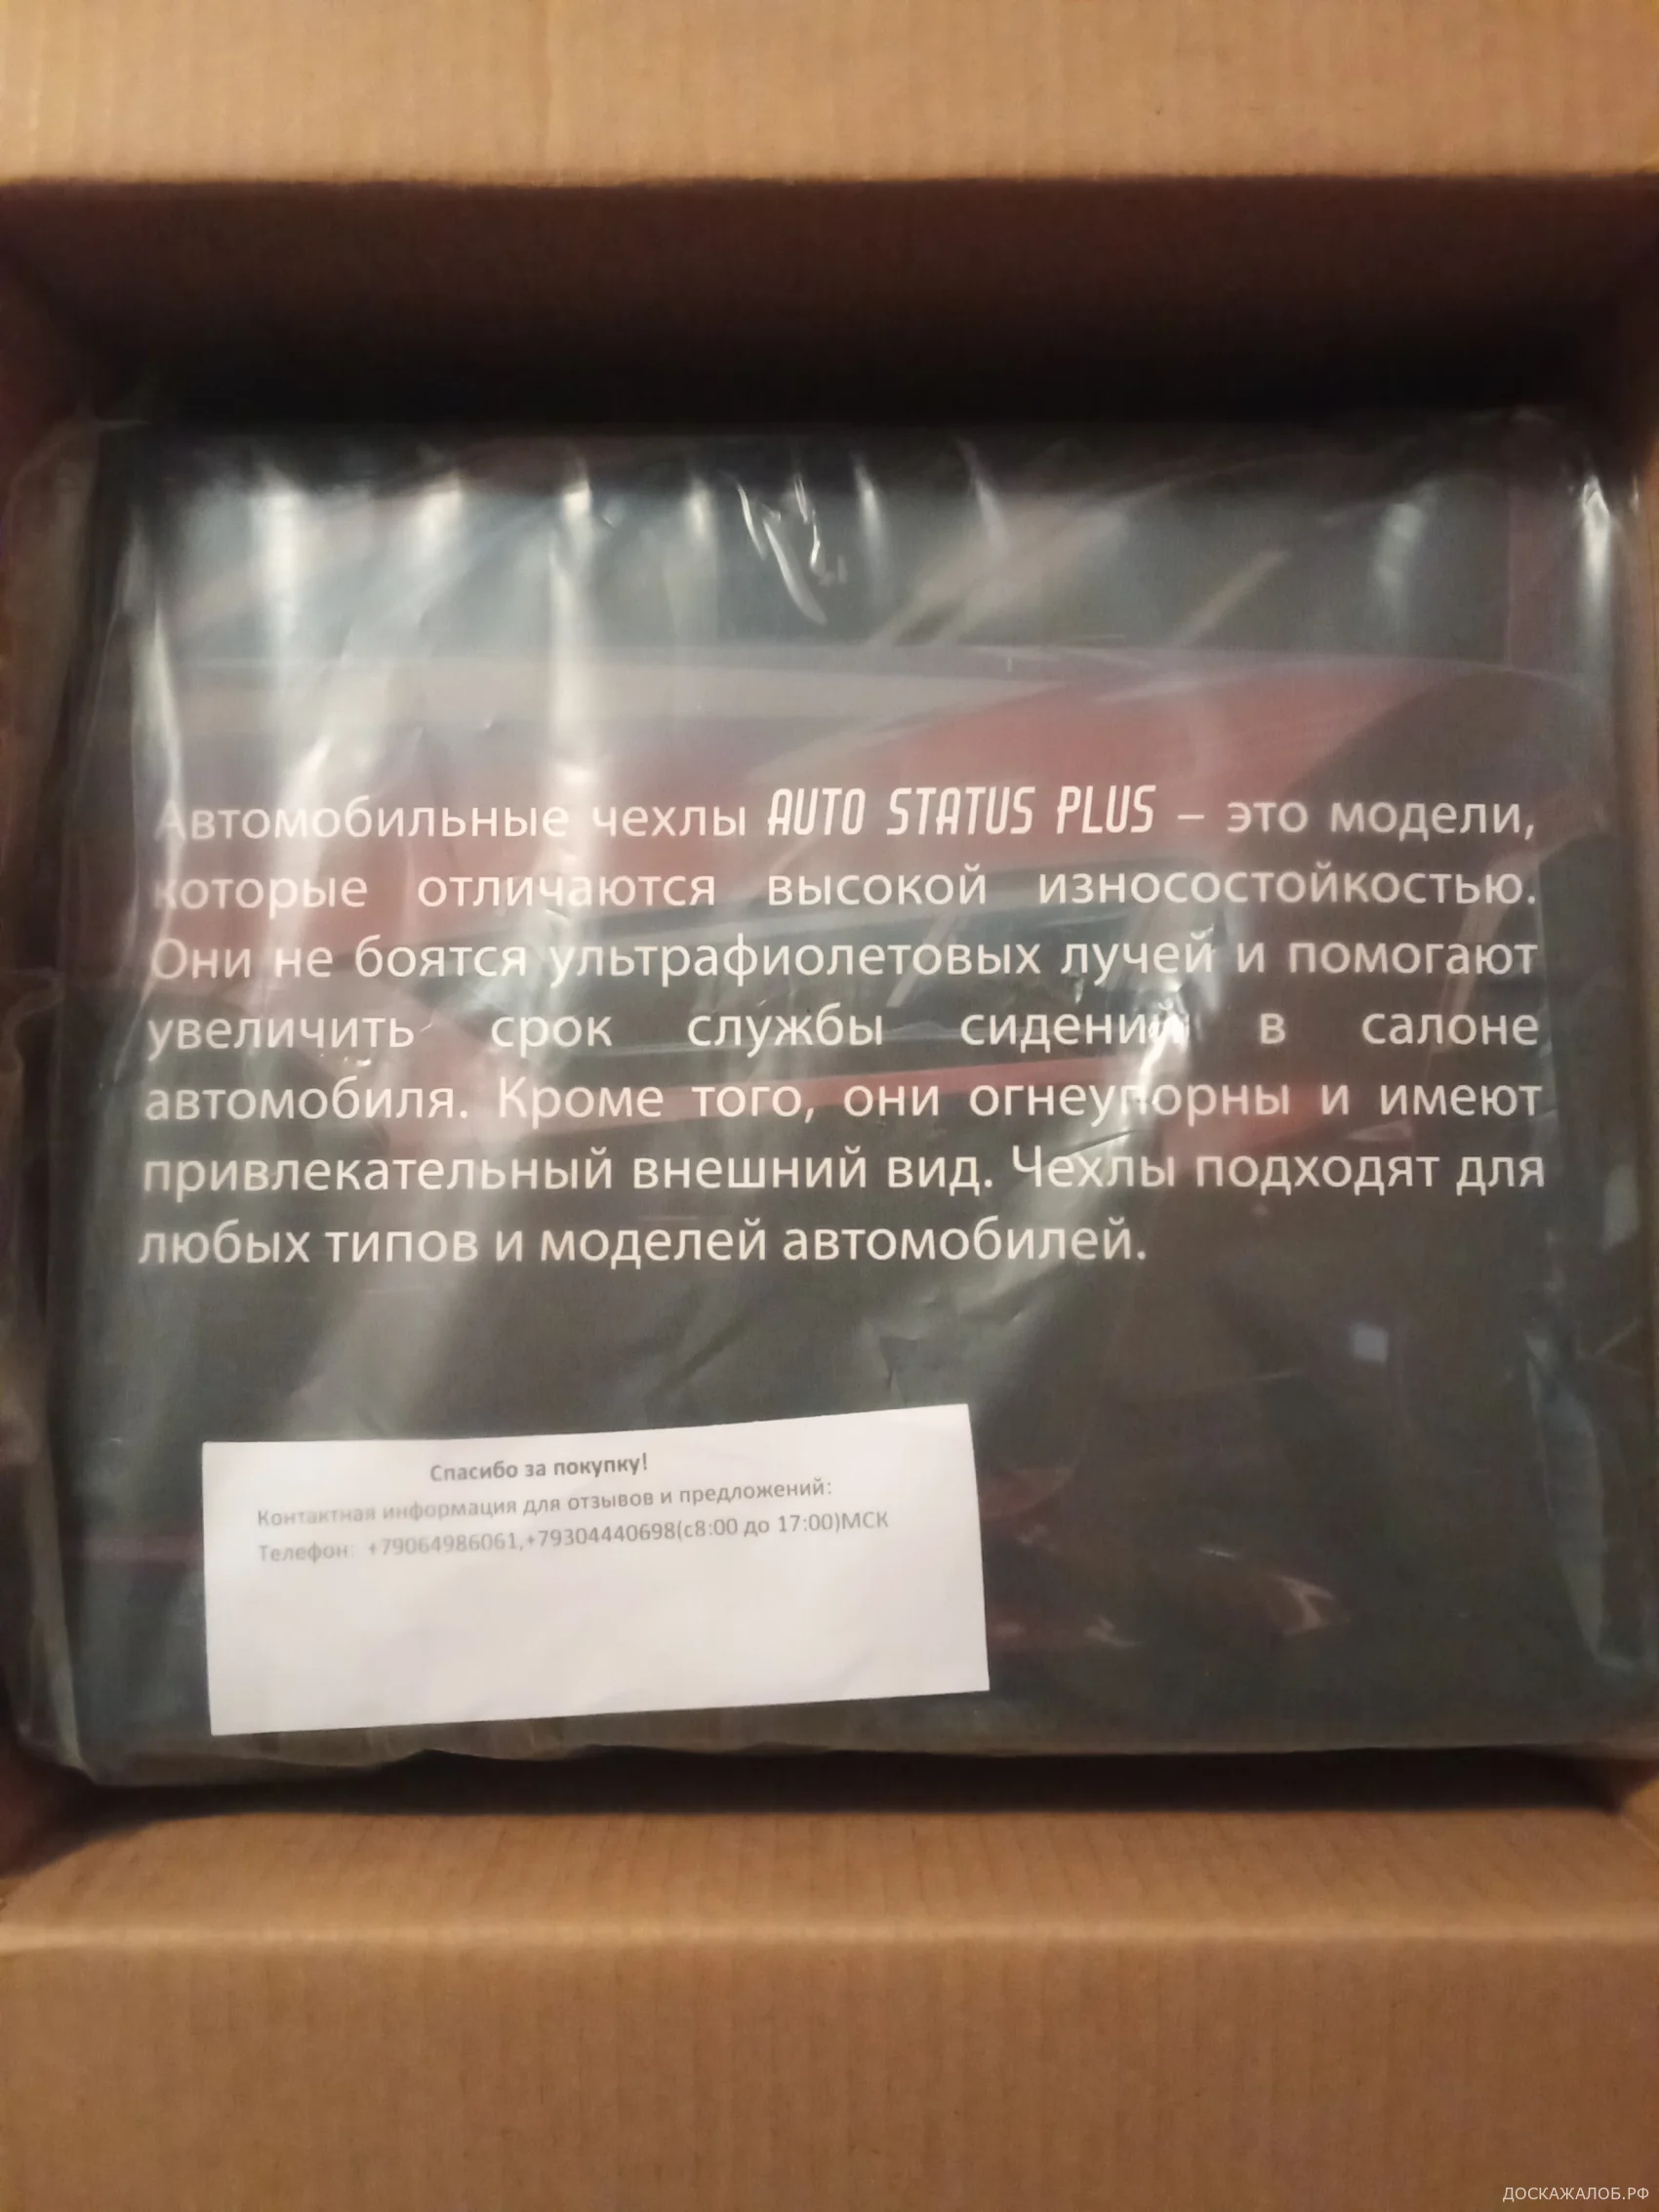 Автомобильные чехлы AUTO STATUS PLUS – это модели,
которые отличаются высокой износостойкостью.
Они не боятся ультрафиолетовых лучей и помогают
увеличить срок службы сидений в салоне
автомобиля. Кроме того, они огнеупорны и имеют
привлекательный внешний вид. Чехлы подходят для
любых типов и моделей автомобилей.
Спасибо за покупку!
Контактная информация для отзывов и предложений:
Телефон: +79064986061,+79304440698(с8:00 до 17:00)МСК
ДОСКАЖАЛОБ.РФ